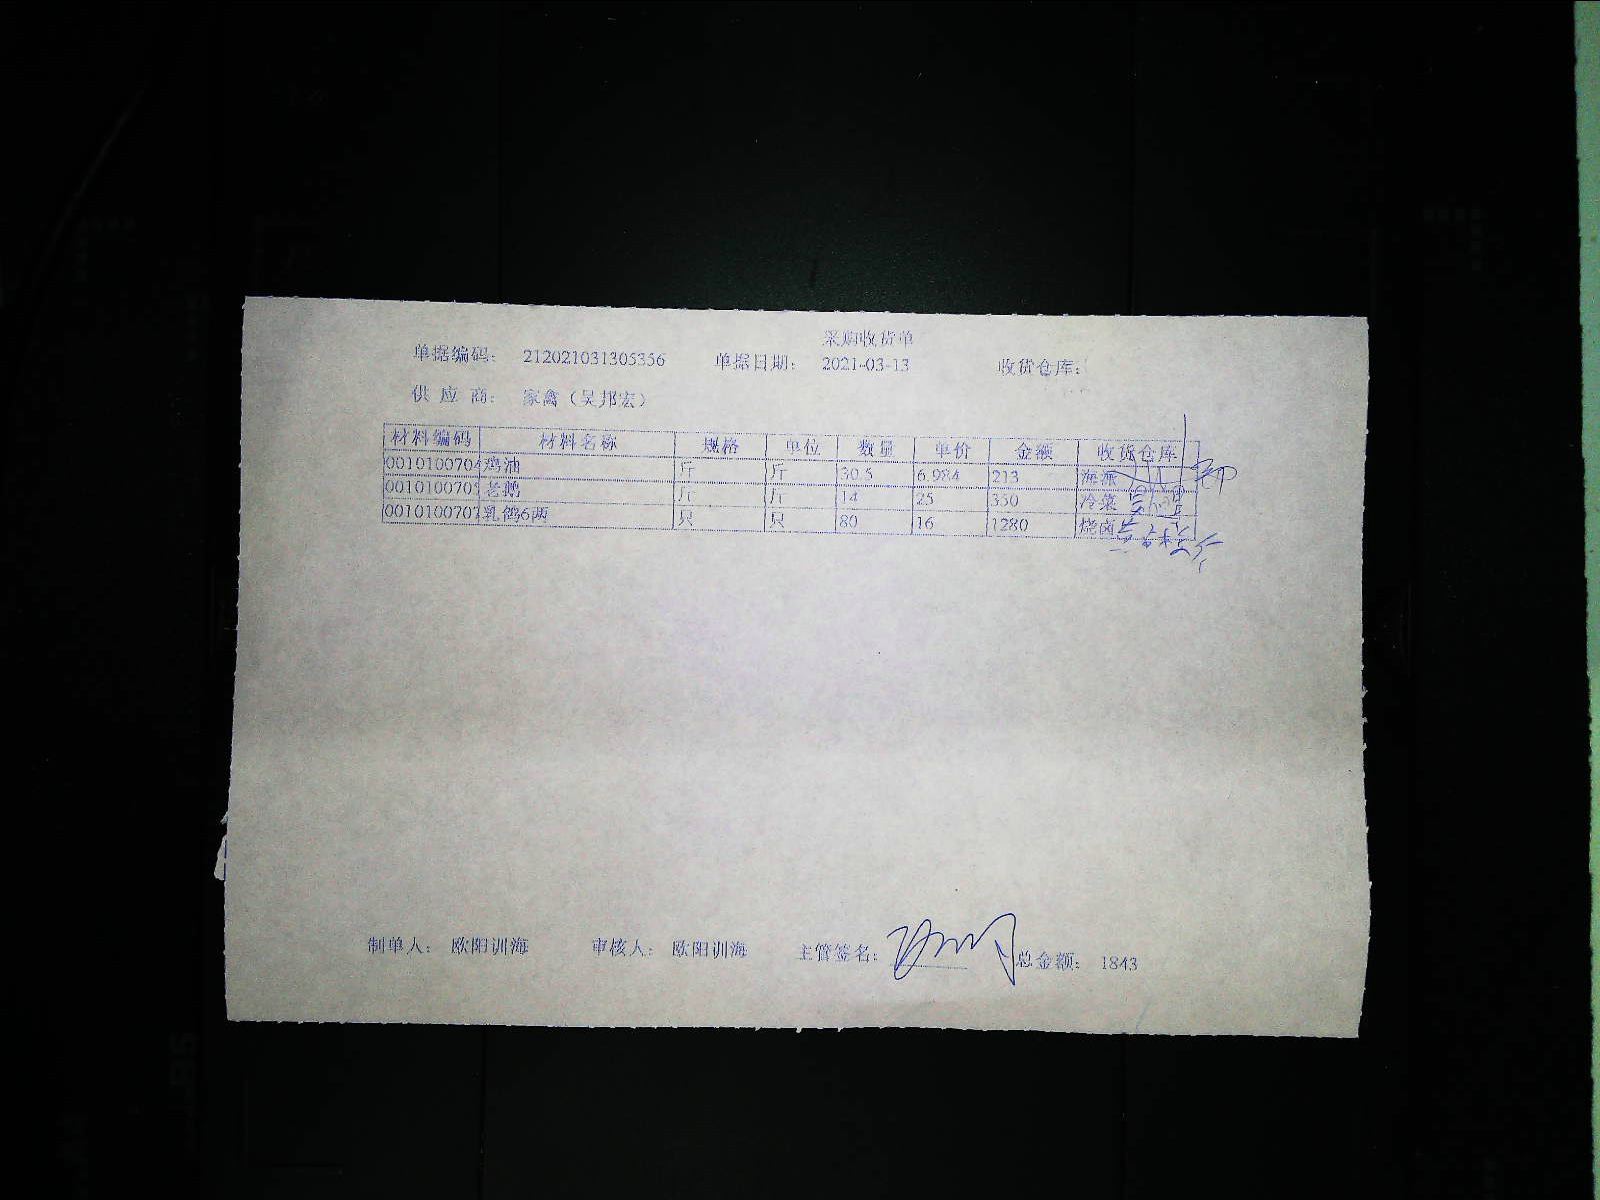 采购收货单
单据编码： 212021031305356 单据日期： 2021-03-13 收货仓库：
供 应 商： 家禽（吴邦宏）
材料编码 材料名称 规格 单位 数量 单价 金额 收货仓库
0010100704 鸡油 斤 斤 30.5 6.984 213 海派
001010070 老鹅 斤 斤 14 25 350 冷菜
001010070 乳鸽6两 只 只 80 16 1280 烧卤
制单人： 欧阳训海 审核人： 欧阳训海 主管签名： 总金额： 1843